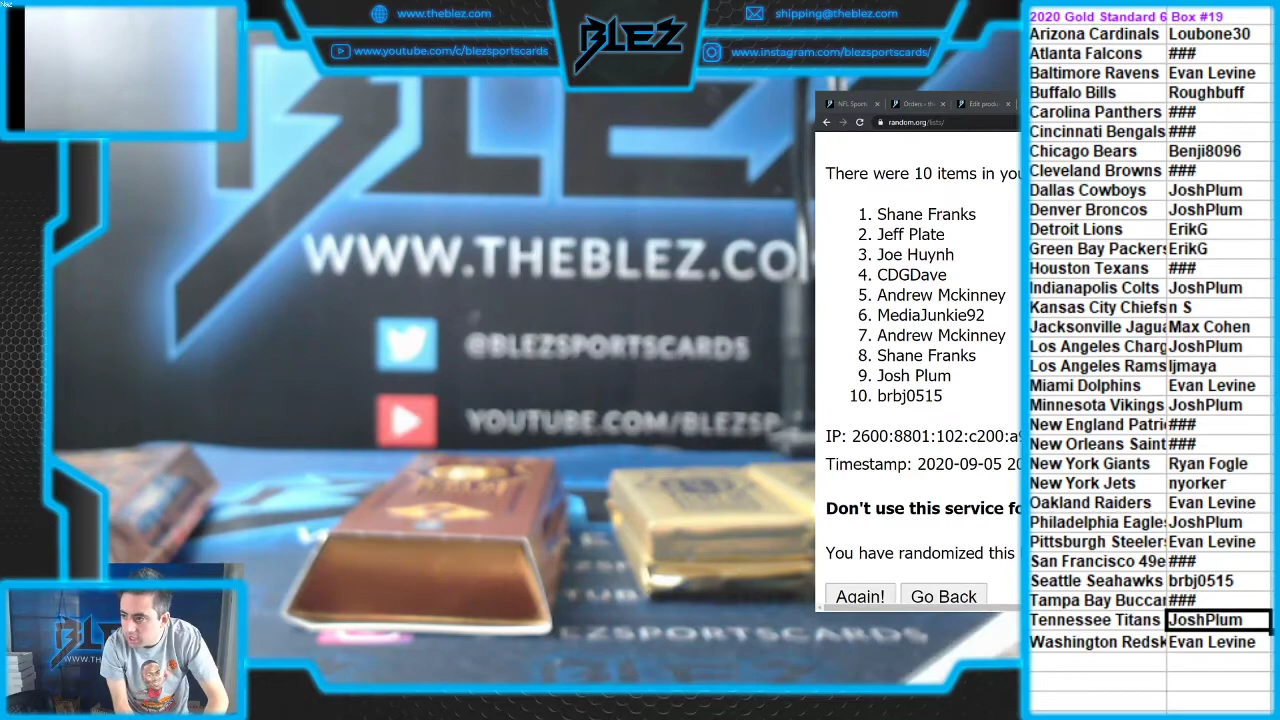 www.theblez.com
www.youtube.com/c/blezsportscards
BLEZ
shipping@theblez.com
www.instagram.com/blezsportscards/
BLEZ
WWW.THEBLEZ.CO
@BLEZSPORTSCARDS
YOUTUBE.COM/BLEZSP
random.org/lists/
There were 10 items in you
1. Shane Franks
2. Jeff Plate
3. Joe Huynh
4. CDGDave
5. Andrew Mckinney
6. MediaJunkie92
7. Andrew Mckinney
8. Shane Franks
9. Josh Plum
10. brbj0515
IP: 2600:8801:102:c200:a9
Timestamp: 2020-09-05 20
Don't use this service fo
You have randomized this
Again! Go Back
2020 Gold Standard 6 Box #19
Arizona Cardinals Loubone30
Atlanta Falcons ###
Baltimore Ravens Evan Levine
Buffalo Bills Roughbuff
Carolina Panthers ###
Cincinnati Bengals ###
Chicago Bears Benji8096
Cleveland Browns ###
Dallas Cowboys JoshPlum
Denver Broncos JoshPlum
Detroit Lions ErikG
Green Bay Packers ErikG
Houston Texans ###
Indianapolis Colts JoshPlum
Kansas City Chiefs n S
Jacksonville Jagua Max Cohen
Los Angeles Charg JoshPlum
Los Angeles Rams ljmaya
Miami Dolphins Evan Levine
Minnesota Vikings JoshPlum
New England Patri ###
New Orleans Saint ###
New York Giants Ryan Fogle
New York Jets nyorker
Oakland Raiders Evan Levine
Philadelphia Eagle JoshPlum
Pittsburgh Steelers Evan Levine
San Francisco 49e ###
Seattle Seahawks brbj0515
Tampa Bay Buccar ###
Tennessee Titans JoshPlum
Washington Redsk Evan Levine